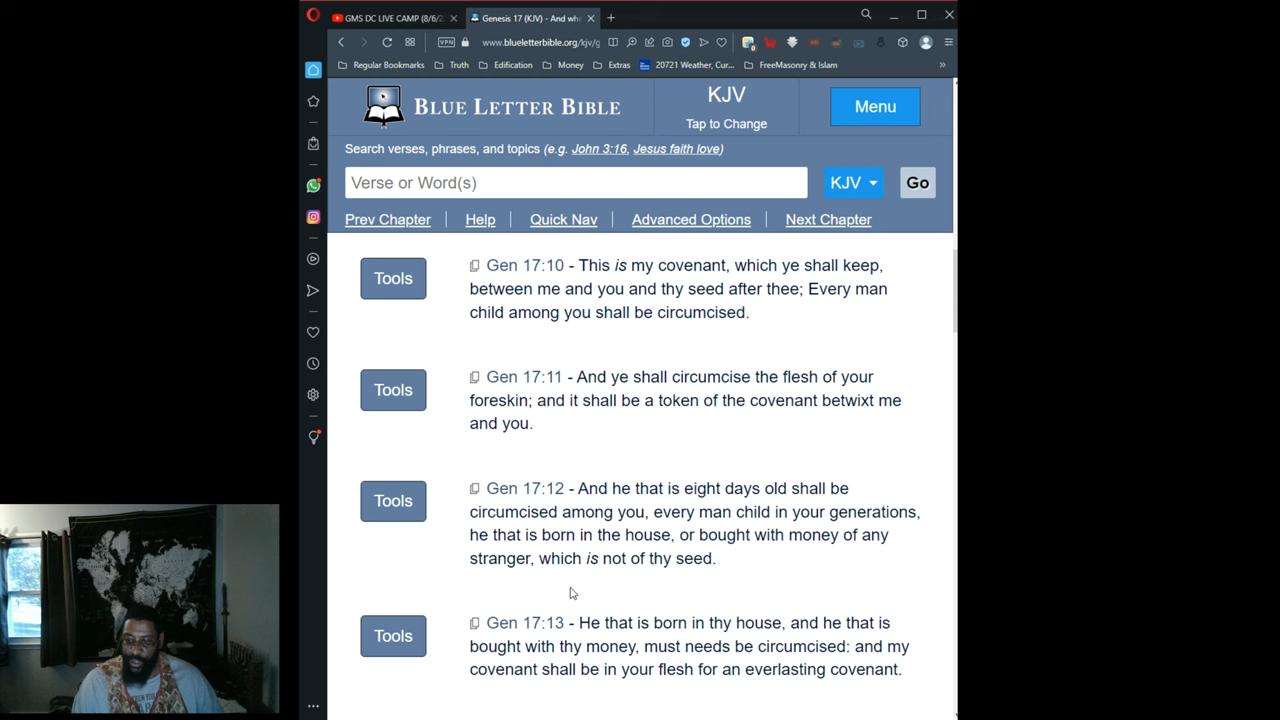 GMS DC LIVE CAMP (8/6/2
Genesis 17 (KJV) - And whe
VPN
www.blueletterbible.org/kjv/g
Regular Bookmarks
Truth
Edification
Money
Extras
20721 Weather, Cur...
FreeMasonry & Islam
»
BLUE LETTER BIBLE
KJV
Tap to Change
Menu
Search verses, phrases, and topics (e.g. John 3:16, Jesus faith love)
Verse or Word(s)
KJV
Go
Prev Chapter
Help
Quick Nav
Advanced Options
Next Chapter
Tools
Gen 17:10 - This is my covenant, which ye shall keep,
between me and you and thy seed after thee; Every man
child among you shall be circumcised.
Tools
Gen 17:11 - And ye shall circumcise the flesh of your
foreskin; and it shall be a token of the covenant betwixt me
and you.
Tools
Gen 17:12 - And he that is eight days old shall be
circumcised among you, every man child in your generations,
he that is born in the house, or bought with money of any
stranger, which is not of thy seed.
Tools
Gen 17:13 - He that is born in thy house, and he that is
bought with thy money, must needs be circumcised: and my
covenant shall be in your flesh for an everlasting covenant.